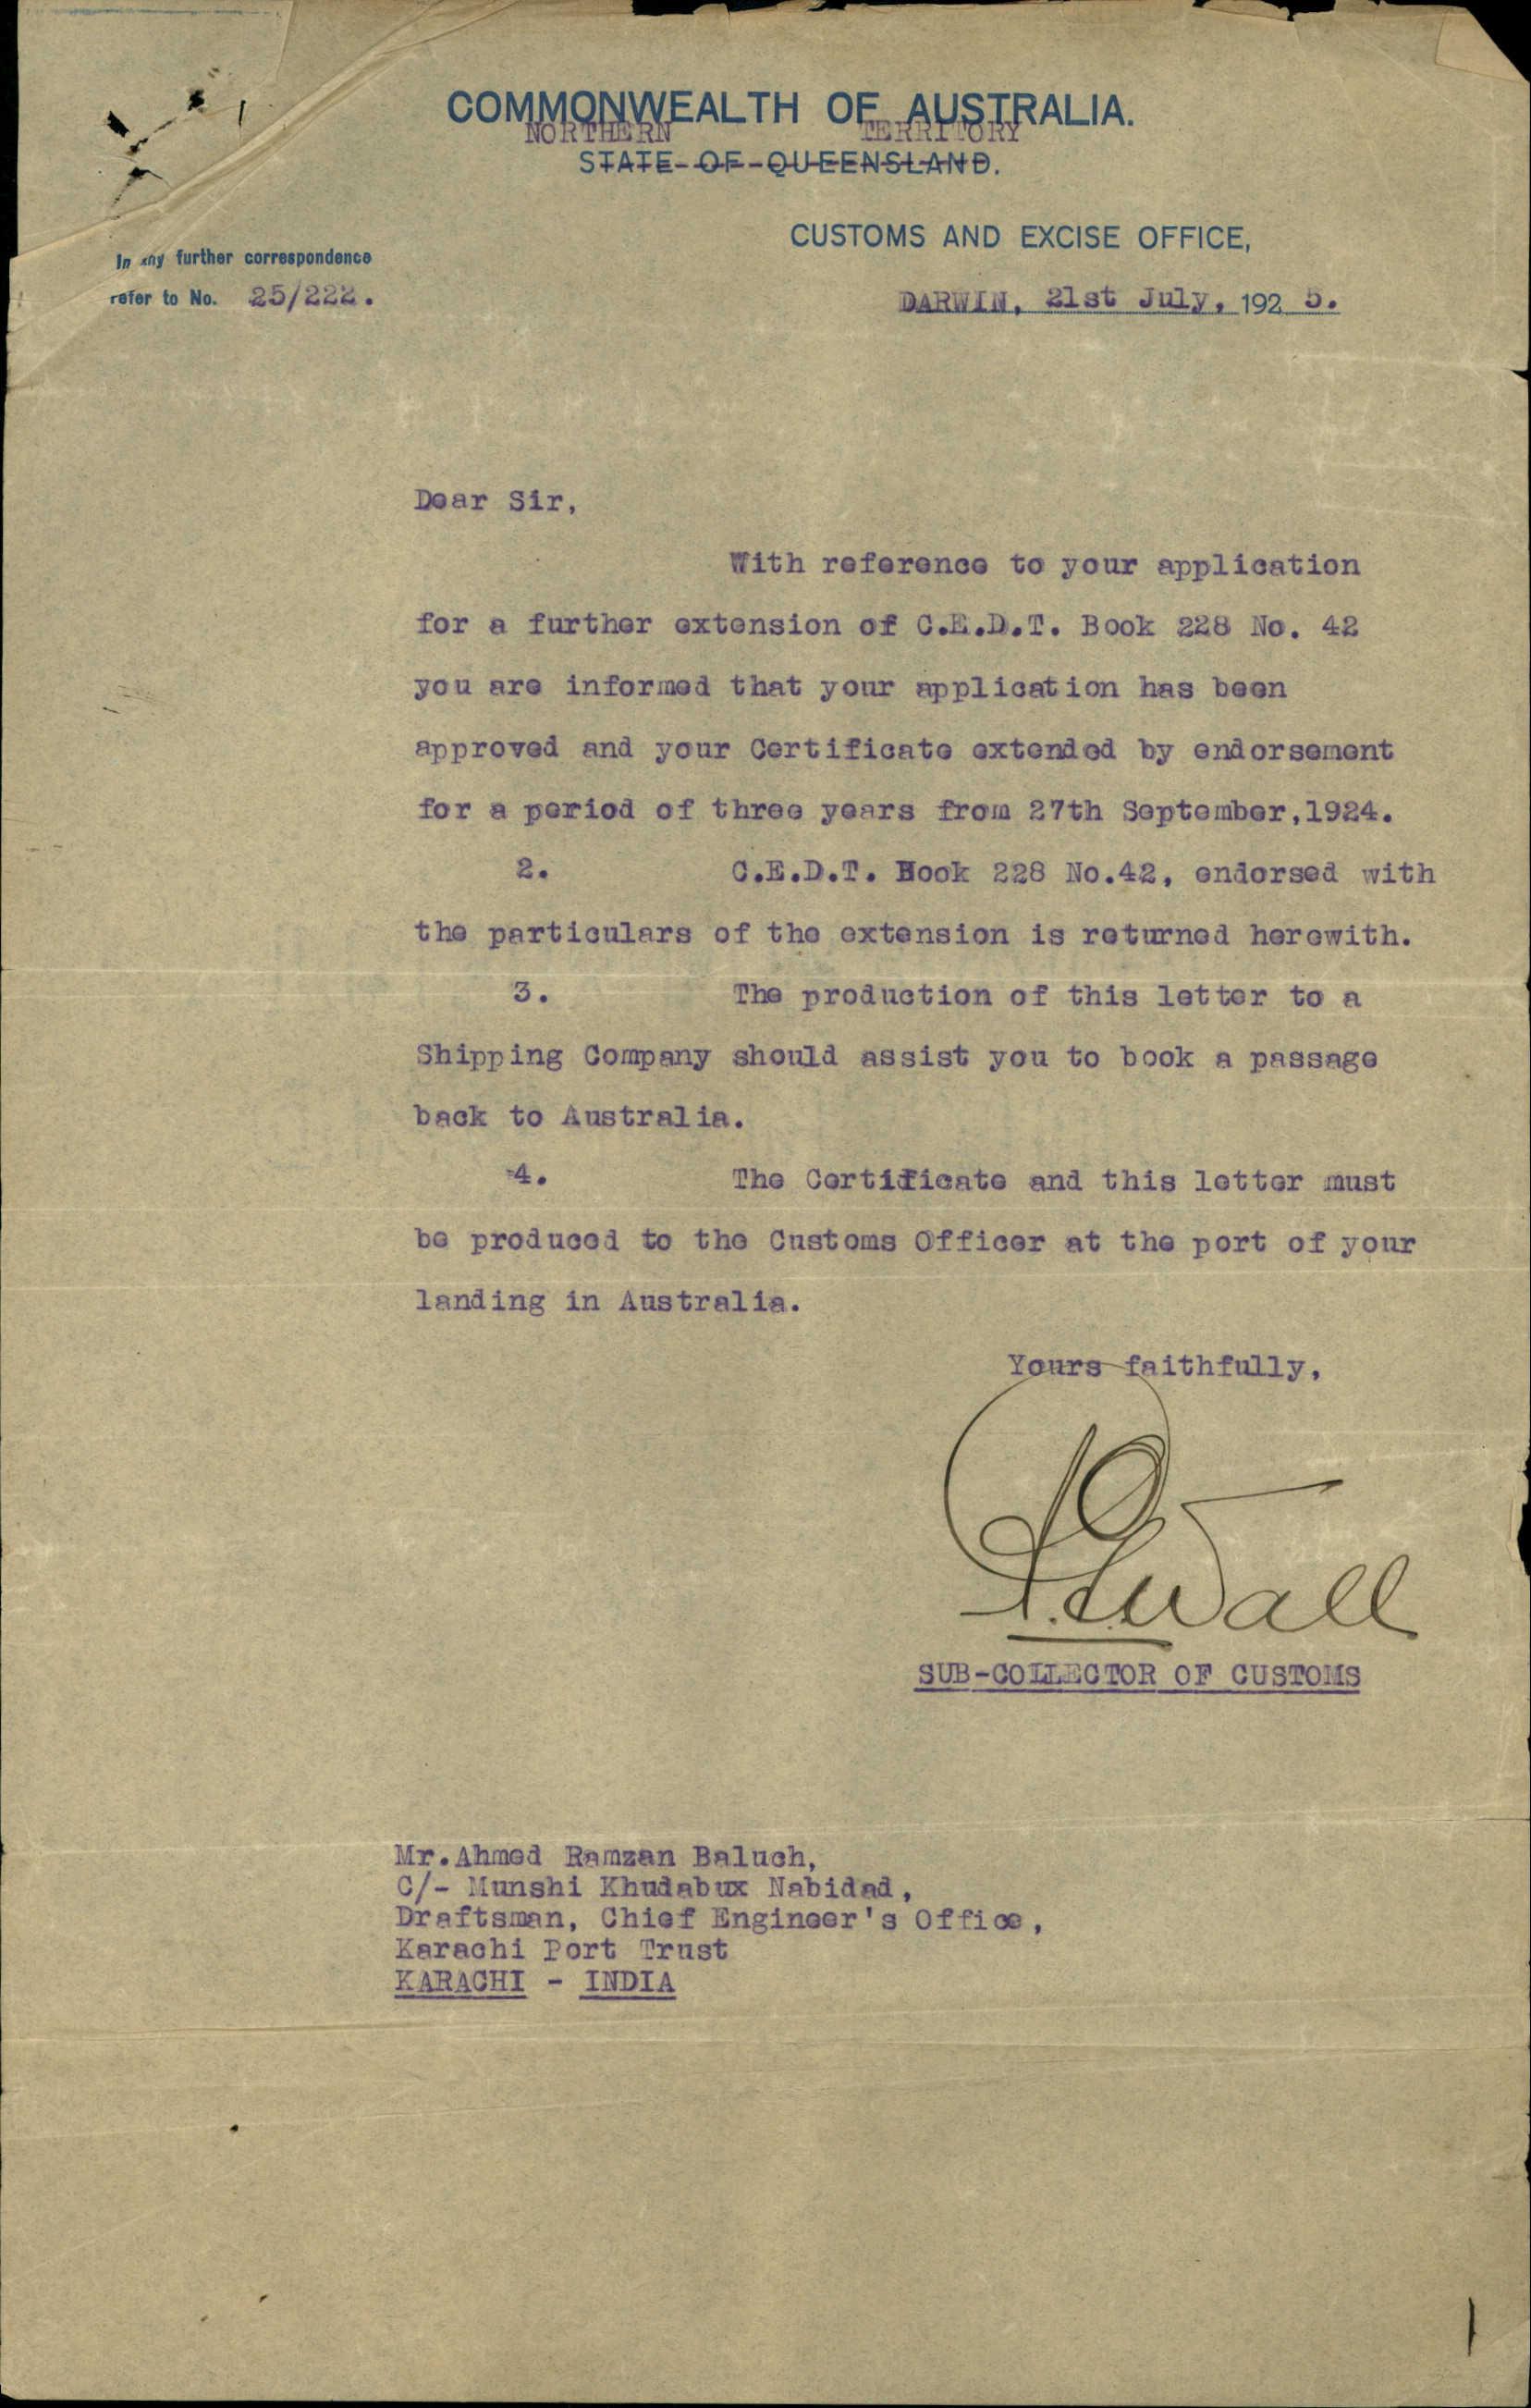 COMMONWEALTH OF AUSTRALIA.
NORTHERN TERRITORY
STATE OF QUEENSLAND.
CUSTOMS AND EXCISE OFFICE,
In any further correspondence
refer to No. 25/222.
DARWIN, 21st July, 1925.
Dear Sir,
With reference to your application
for a further extension of C.E.D.T. Book 228 No. 42
you are informed that your application has been
approved and your Certificate extended by endorsement
for a period of three years from 27th September,1924.
2. C.E.D.T. Book 228 No.42, endorsed with
the particulars of the extension is returned herewith.
3. The production of this letter to a
Shipping Company should assist you to book a passage
back to Australia.
4. The Certificate and this letter must
be produced to the Customs Officer at the port of your
landing in Australia.
Yours faithfully,
SUB-COLLECTOR OF CUSTOMS
Mr.Ahmed Ramzan Baluch,
C/- Munshi Khudabux Nabidad,
Draftsman, Chief Engineer's Office,
Karachi Port Trust
KARACHI - INDIA